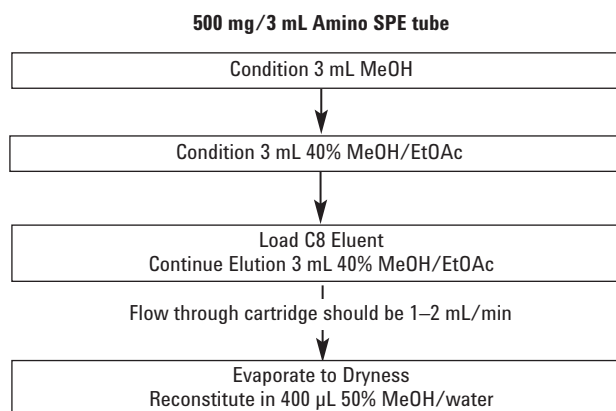 500 mg/3 mL Amino SPE tube
Condition 3 mL MeOH
Condition 3 mL 40% MeOH/EtOAc
Load C8 Eluent
Continue Elution 3 mL 40% MeOH/EtOAc
Flow through cartridge should be 1–2 mL/min
Evaporate to Dryness
Reconstitute in 400 µL 50% MeOH/water